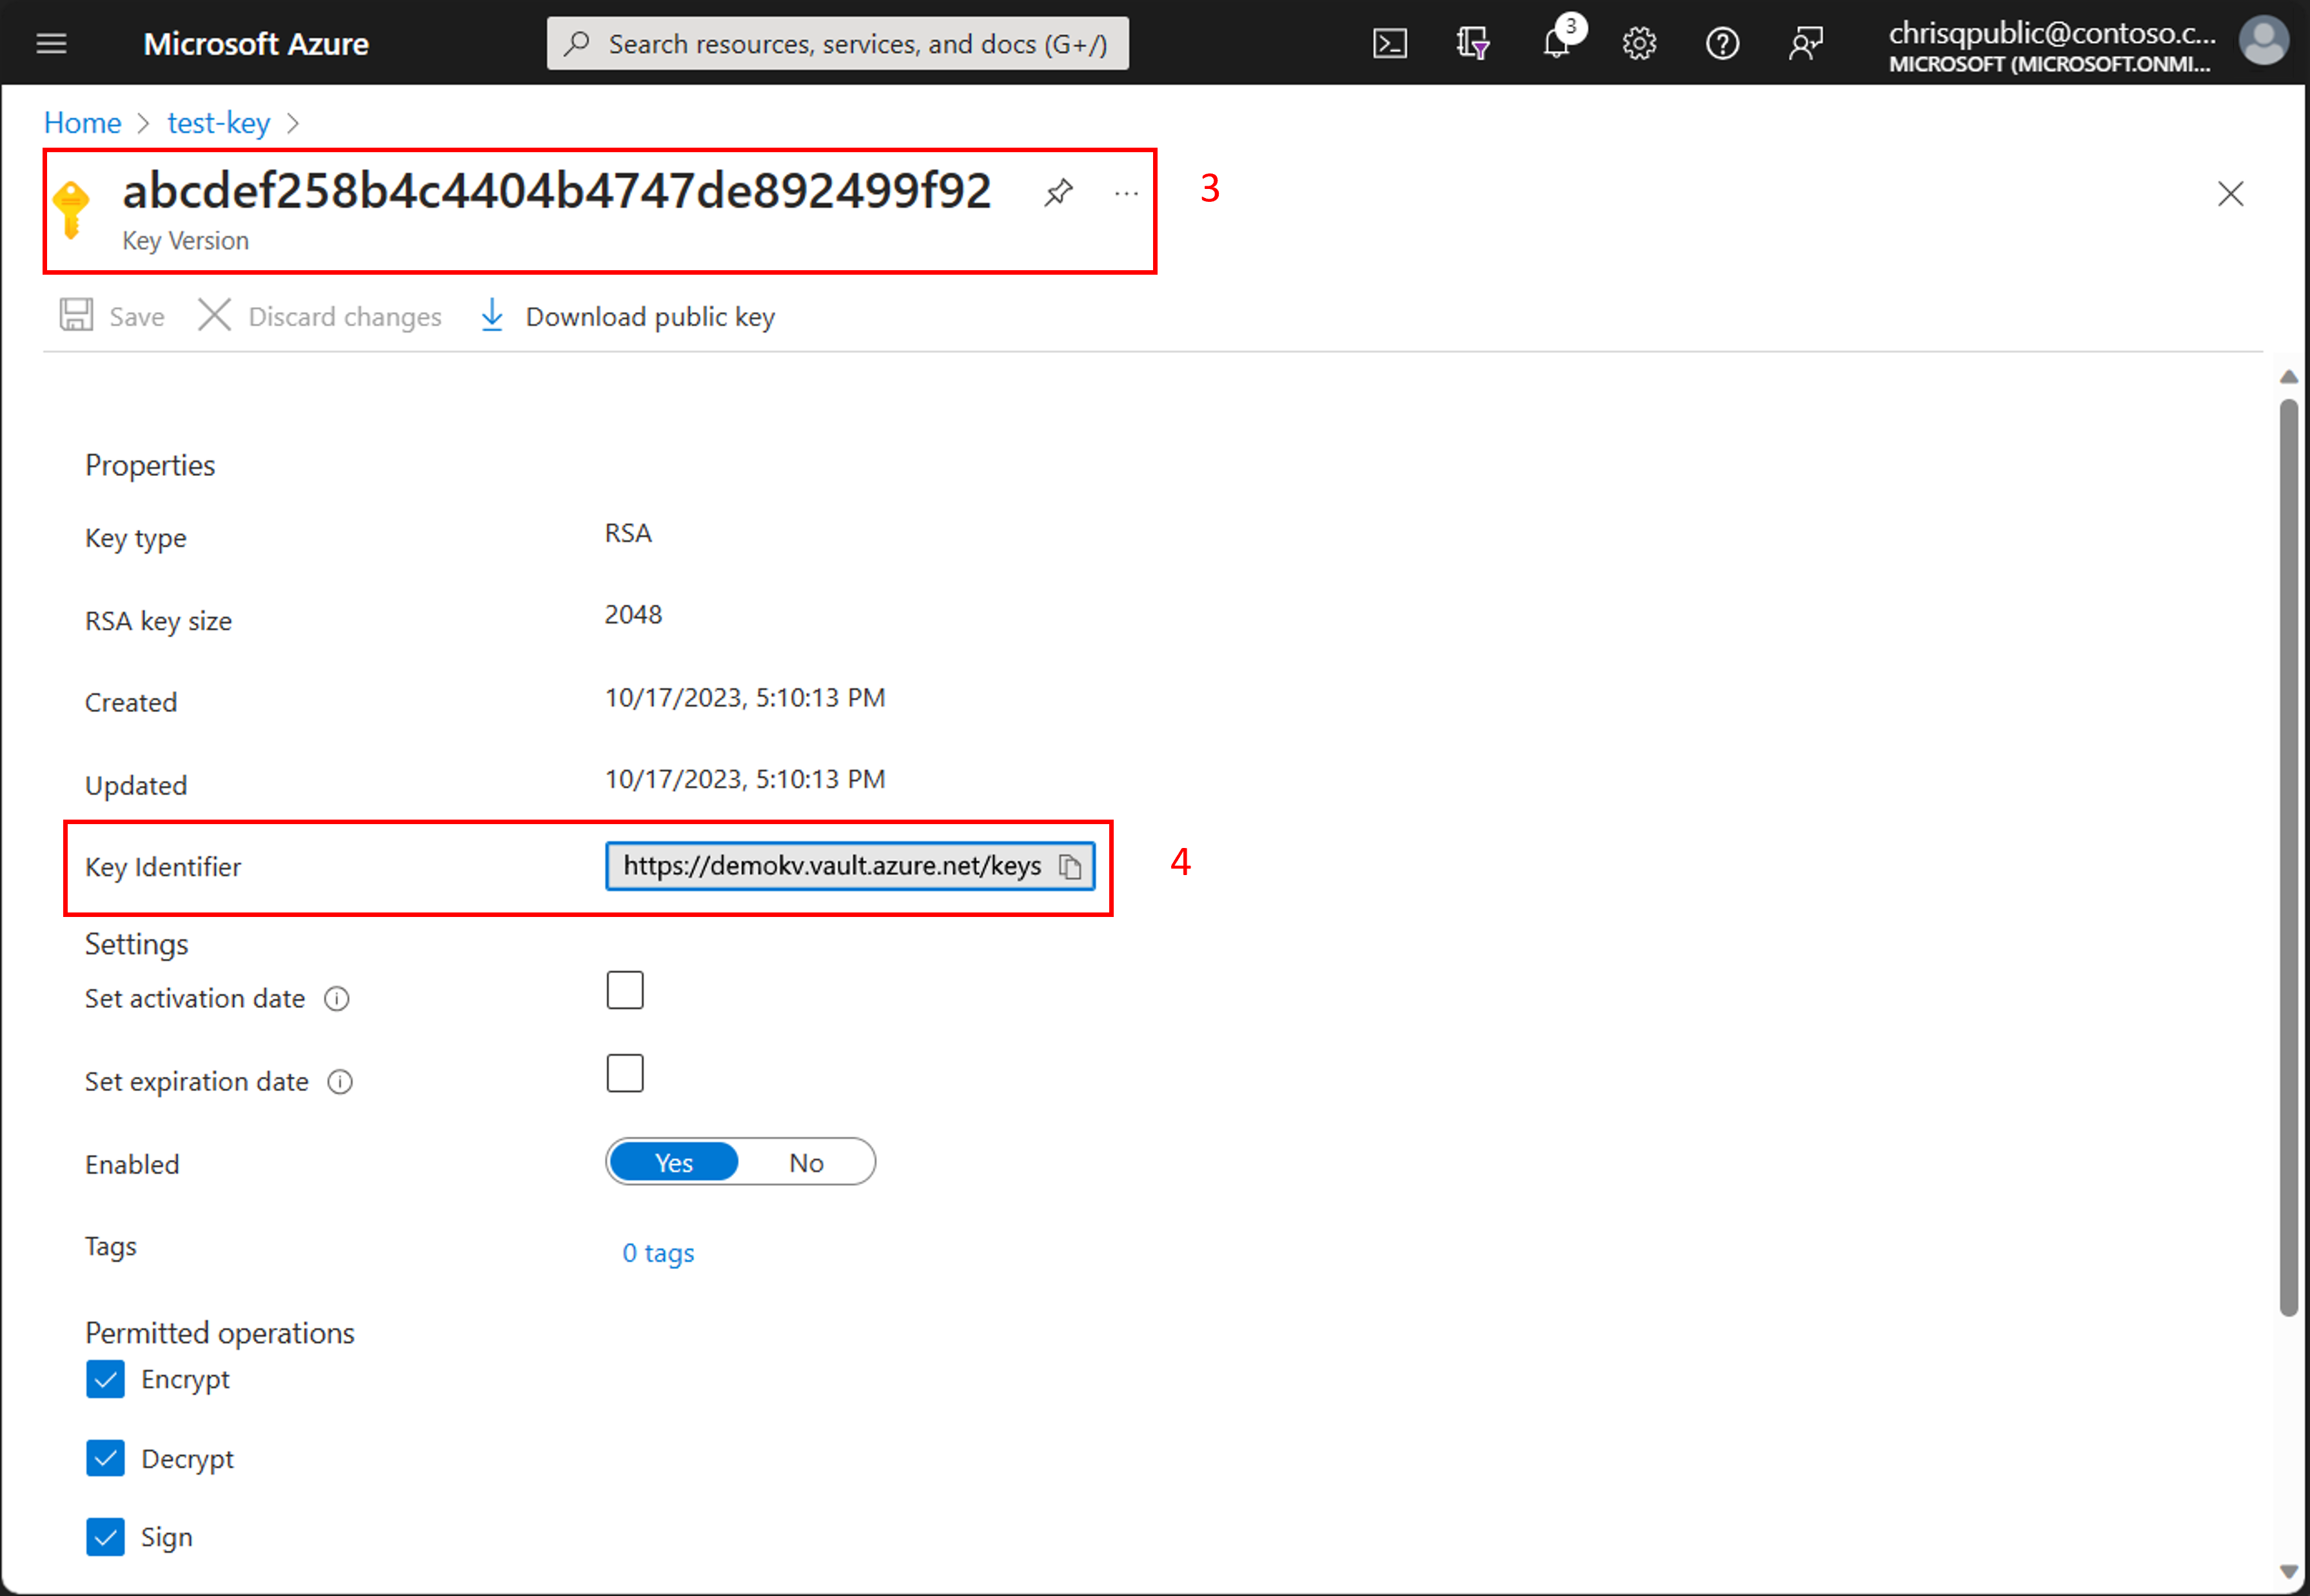 Microsoft Azure
Search resources, services, and docs (G+/)
3
chrisqpublic@contoso.c...
MICROSOFT (MICROSOFT.ONMI...
Home > test-key >
abcdef258b4c4404b4747de892499f92
...
3
Key Version
Save
Discard changes
Download public key
Properties
Key type
RSA
RSA key size
2048
Created
10/17/2023, 5:10:13 PM
Updated
10/17/2023, 5:10:13 PM
Key Identifier
https://demokv.vault.azure.net/keys
4
Settings
Set activation date
Set expiration date
Enabled
Yes
No
Tags
0 tags
Permitted operations
Encrypt
Decrypt
Sign